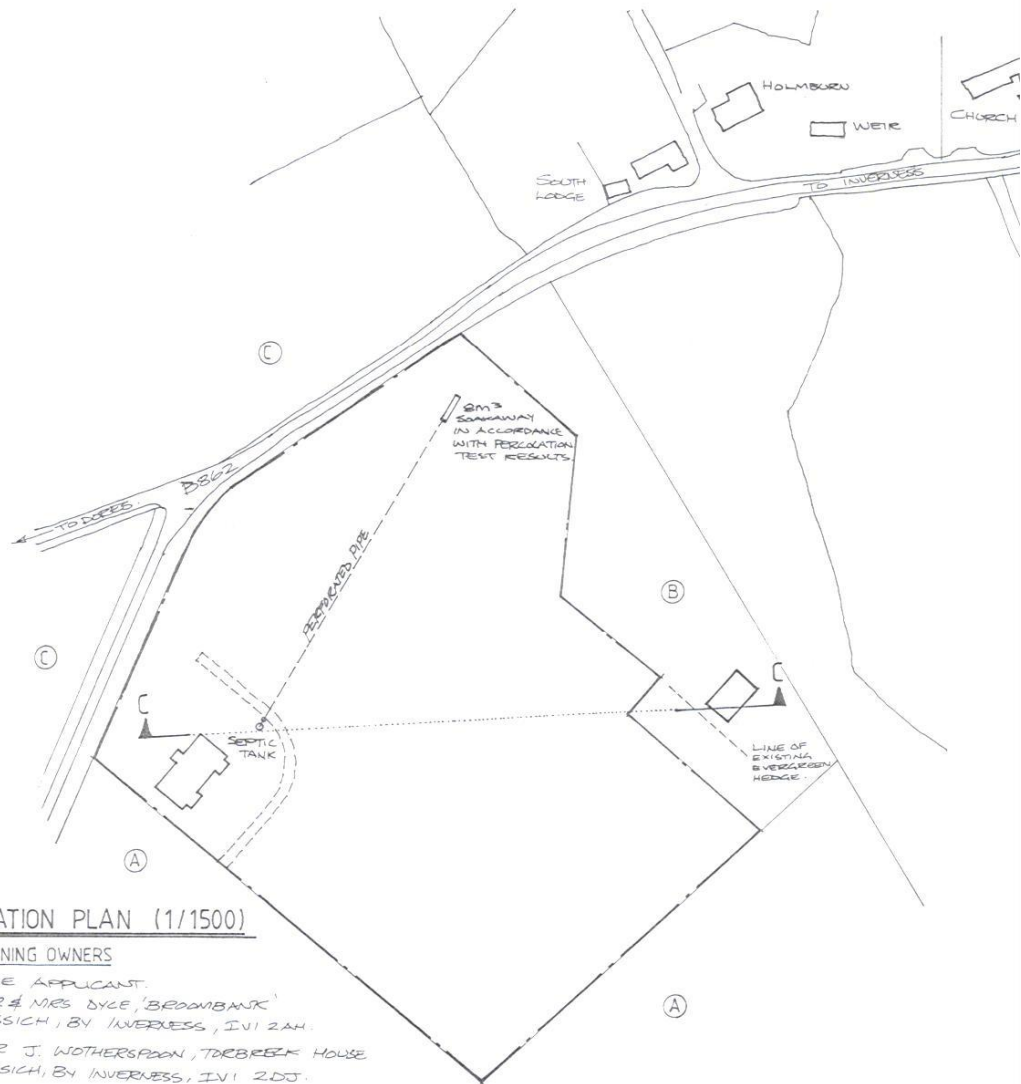 HOLMBURN
WEIR
CHURCH
SOUTH
LODGE
TO INVERNESS
C
8M³
SOAKAWAY
IN ACCORDANCE
WITH PERCOLATION
TEST RESULTS.
B862
TO DORES.
PERFORATED PIPE
B
C
C
C
SEPTIC
TANK
LINE OF
EXISTING
EVERGREEN
HEDGE.
A
A
ATION PLAN (1/1500)
NING OWNERS
E APPLICANT.
R & MRS DYCE, 'BROOMBANK'
SSICH, BY INVERNESS, IV1 2AH.
R J. WOTHERSPOON, TORBRECK HOUSE
SICH, BY INVERNESS, IV1 2DJ.